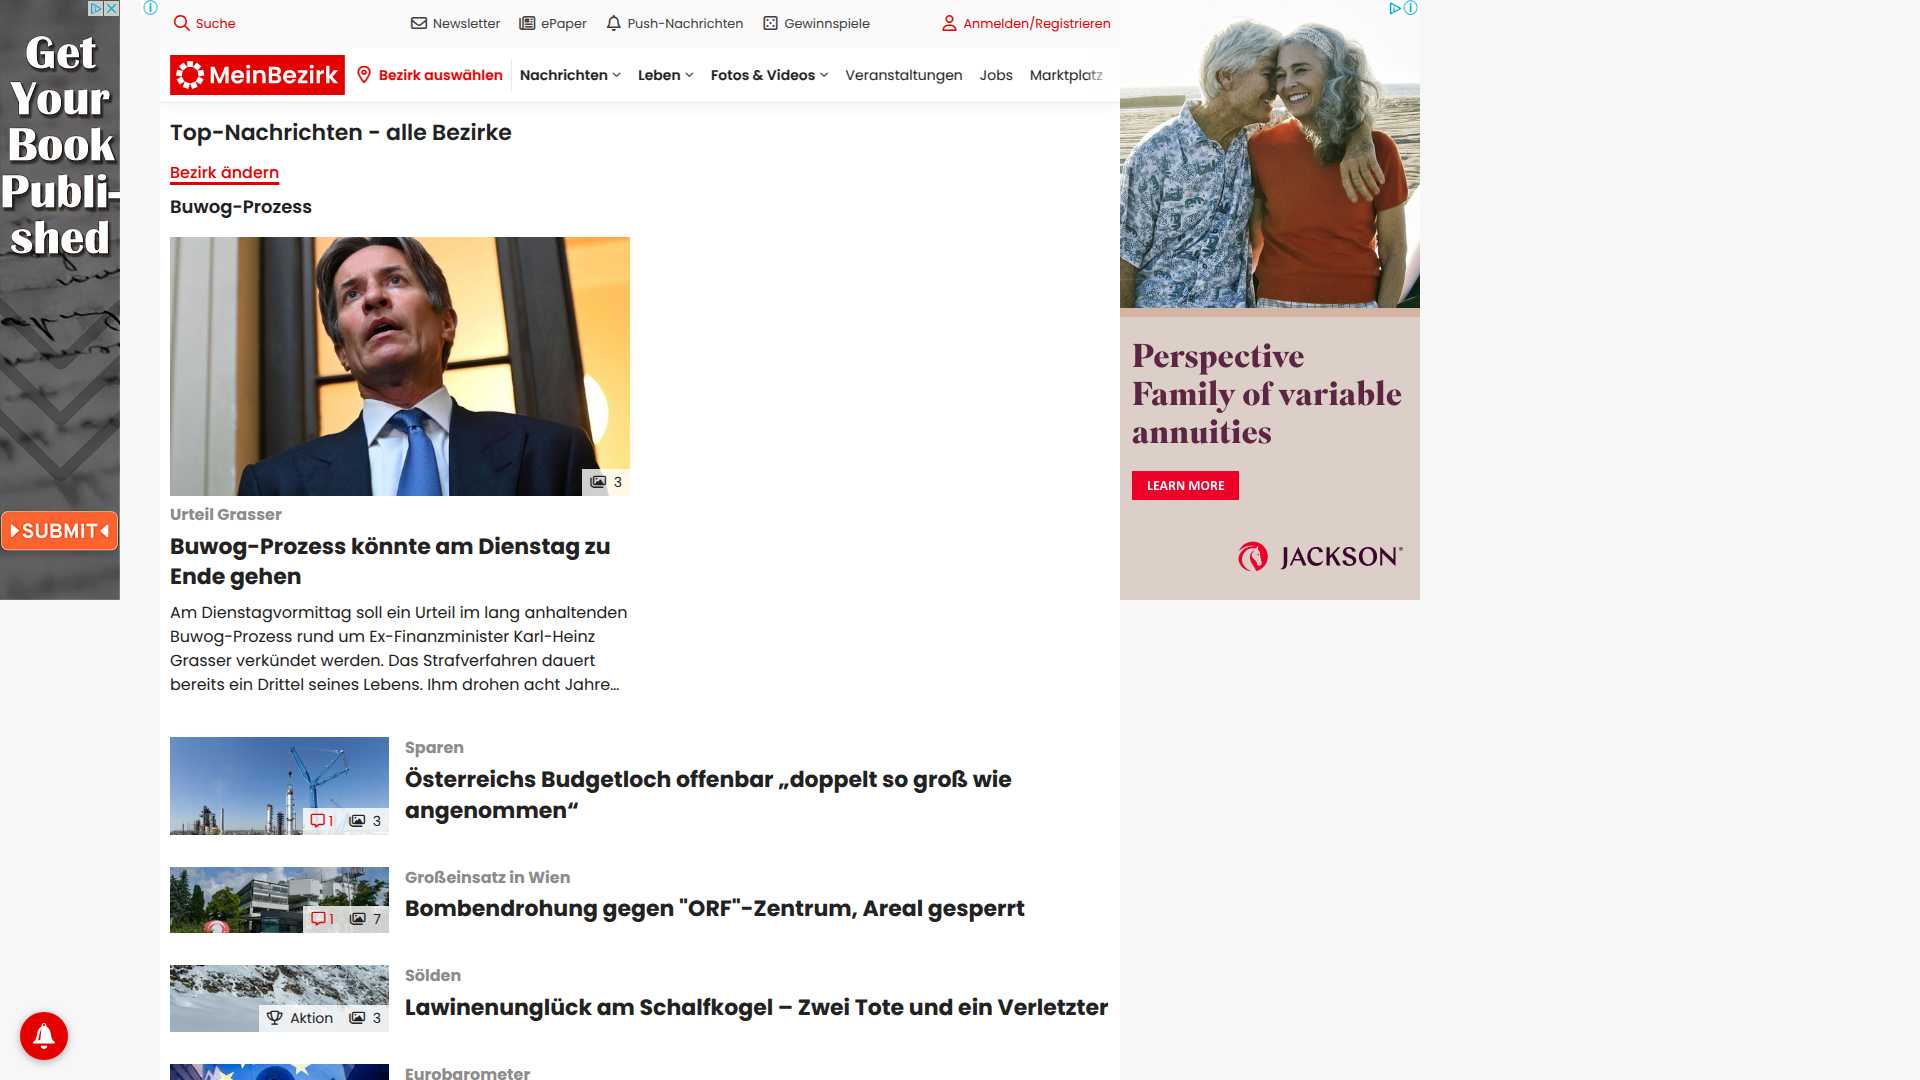 Get
Your
Book
Publi-
shed
SUBMIT
Suche
Newsletter
ePaper
Push-Nachrichten
Gewinnspiele
Anmelden/Registrieren
MeinBezirk
Bezirk auswählen
Nachrichten
Leben
Fotos & Videos
Veranstaltungen
Jobs
Marktplatz
Top-Nachrichten - alle Bezirke
Bezirk ändern
Buwog-Prozess
3
Urteil Grasser
Buwog-Prozess könnte am Dienstag zu
Ende gehen
Am Dienstagvormittag soll ein Urteil im lang anhaltenden
Buwog-Prozess rund um Ex-Finanzminister Karl-Heinz
Grasser verkündet werden. Das Strafverfahren dauert
bereits ein Drittel seines Lebens. Ihm drohen acht Jahre…
1 3
Sparen
Österreichs Budgetloch offenbar „doppelt so groß wie
angenommen“
1 7
Großeinsatz in Wien
Bombendrohung gegen "ORF"-Zentrum, Areal gesperrt
Aktion 3
Sölden
Lawinenunglück am Schalfkogel – Zwei Tote und ein Verletzter
Eurobarometer
Perspective
Family of variable
annuities
LEARN MORE
JACKSON®